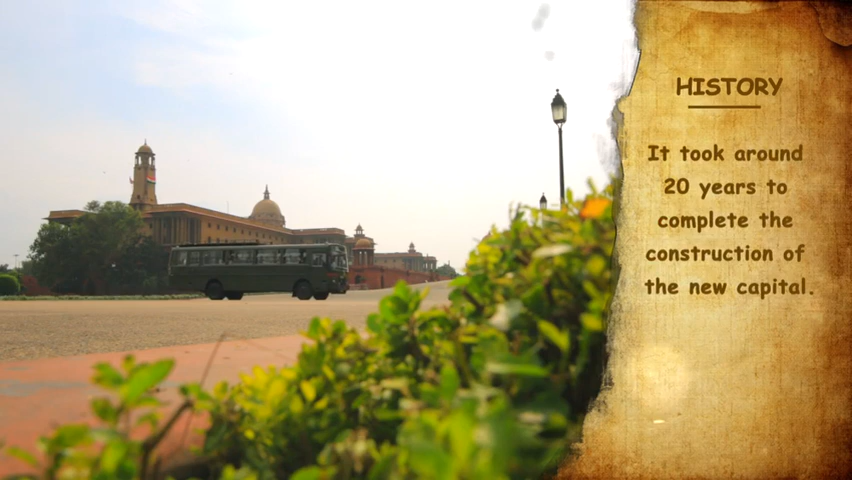 HISTORY
It took around
20 years to
complete the
construction of
the new capital.